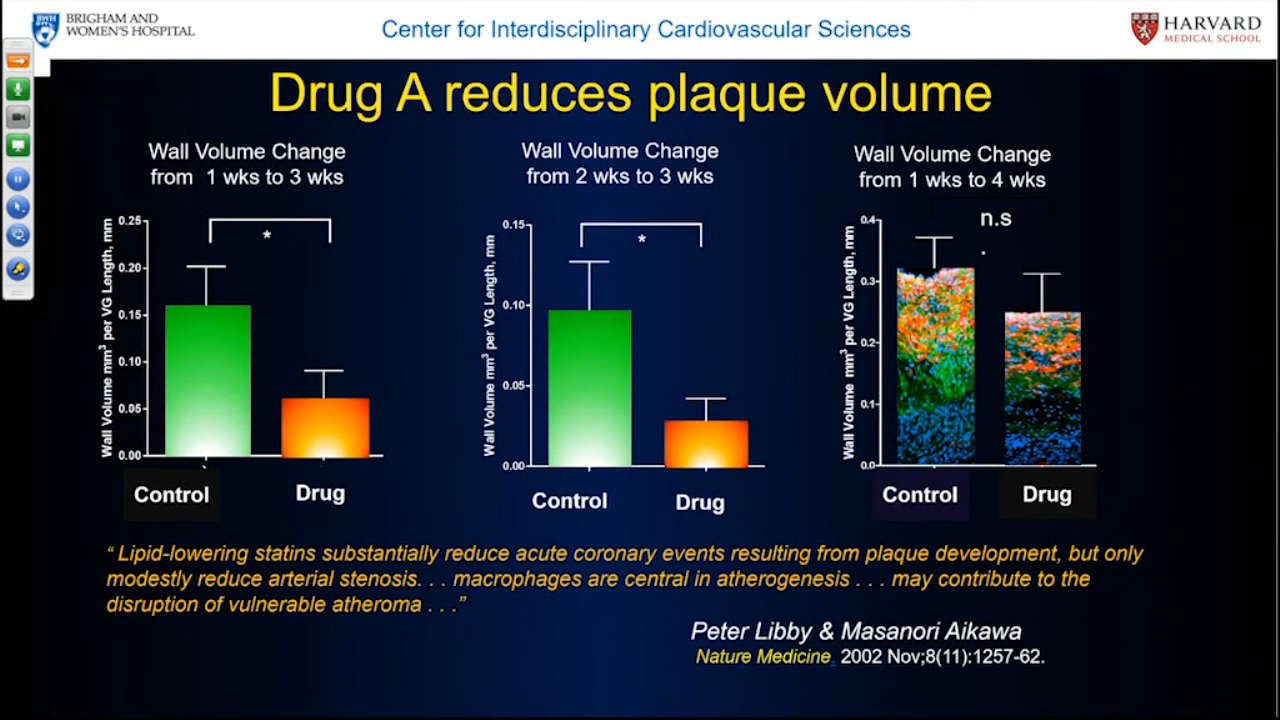 BWH
BRIGHAM AND
WOMEN'S HOSPITAL
Center for Interdisciplinary Cardiovascular Sciences
HARVARD
MEDICAL SCHOOL
Drug A reduces plaque volume
Wall Volume Change
from 1 wks to 3 wks
Wall Volume mm3 per VG Length, mm
0.25
0.20
0.15
0.10
0.05
0.00
*
Control
Drug
Wall Volume Change
from 2 wks to 3 wks
Wall Volume mm3 per VG Length, mm
0.15
0.10
0.05
0.00
*
Control
Drug
Wall Volume Change
from 1 wks to 4 wks
Wall Volume mm3 per VG Length, mm
0.4
0.3
0.2
0.1
0.0
n.s
Control
Drug
“ Lipid-lowering statins substantially reduce acute coronary events resulting from plaque development, but only
modestly reduce arterial stenosis. . . macrophages are central in atherogenesis . . . may contribute to the
disruption of vulnerable atheroma . . .”
Peter Libby & Masanori Aikawa
Nature Medicine. 2002 Nov;8(11):1257-62.